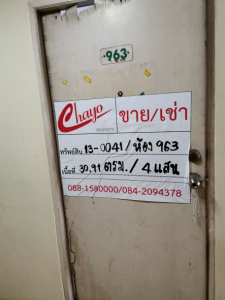 963
Chayo
PROPERTY
ขาย/เช่า
ทรัพย์สิน 13-0041/ห้อง 963
เนื้อที่ 30.91 ตรม. / 4 แสน
088-1580000/084-2094378